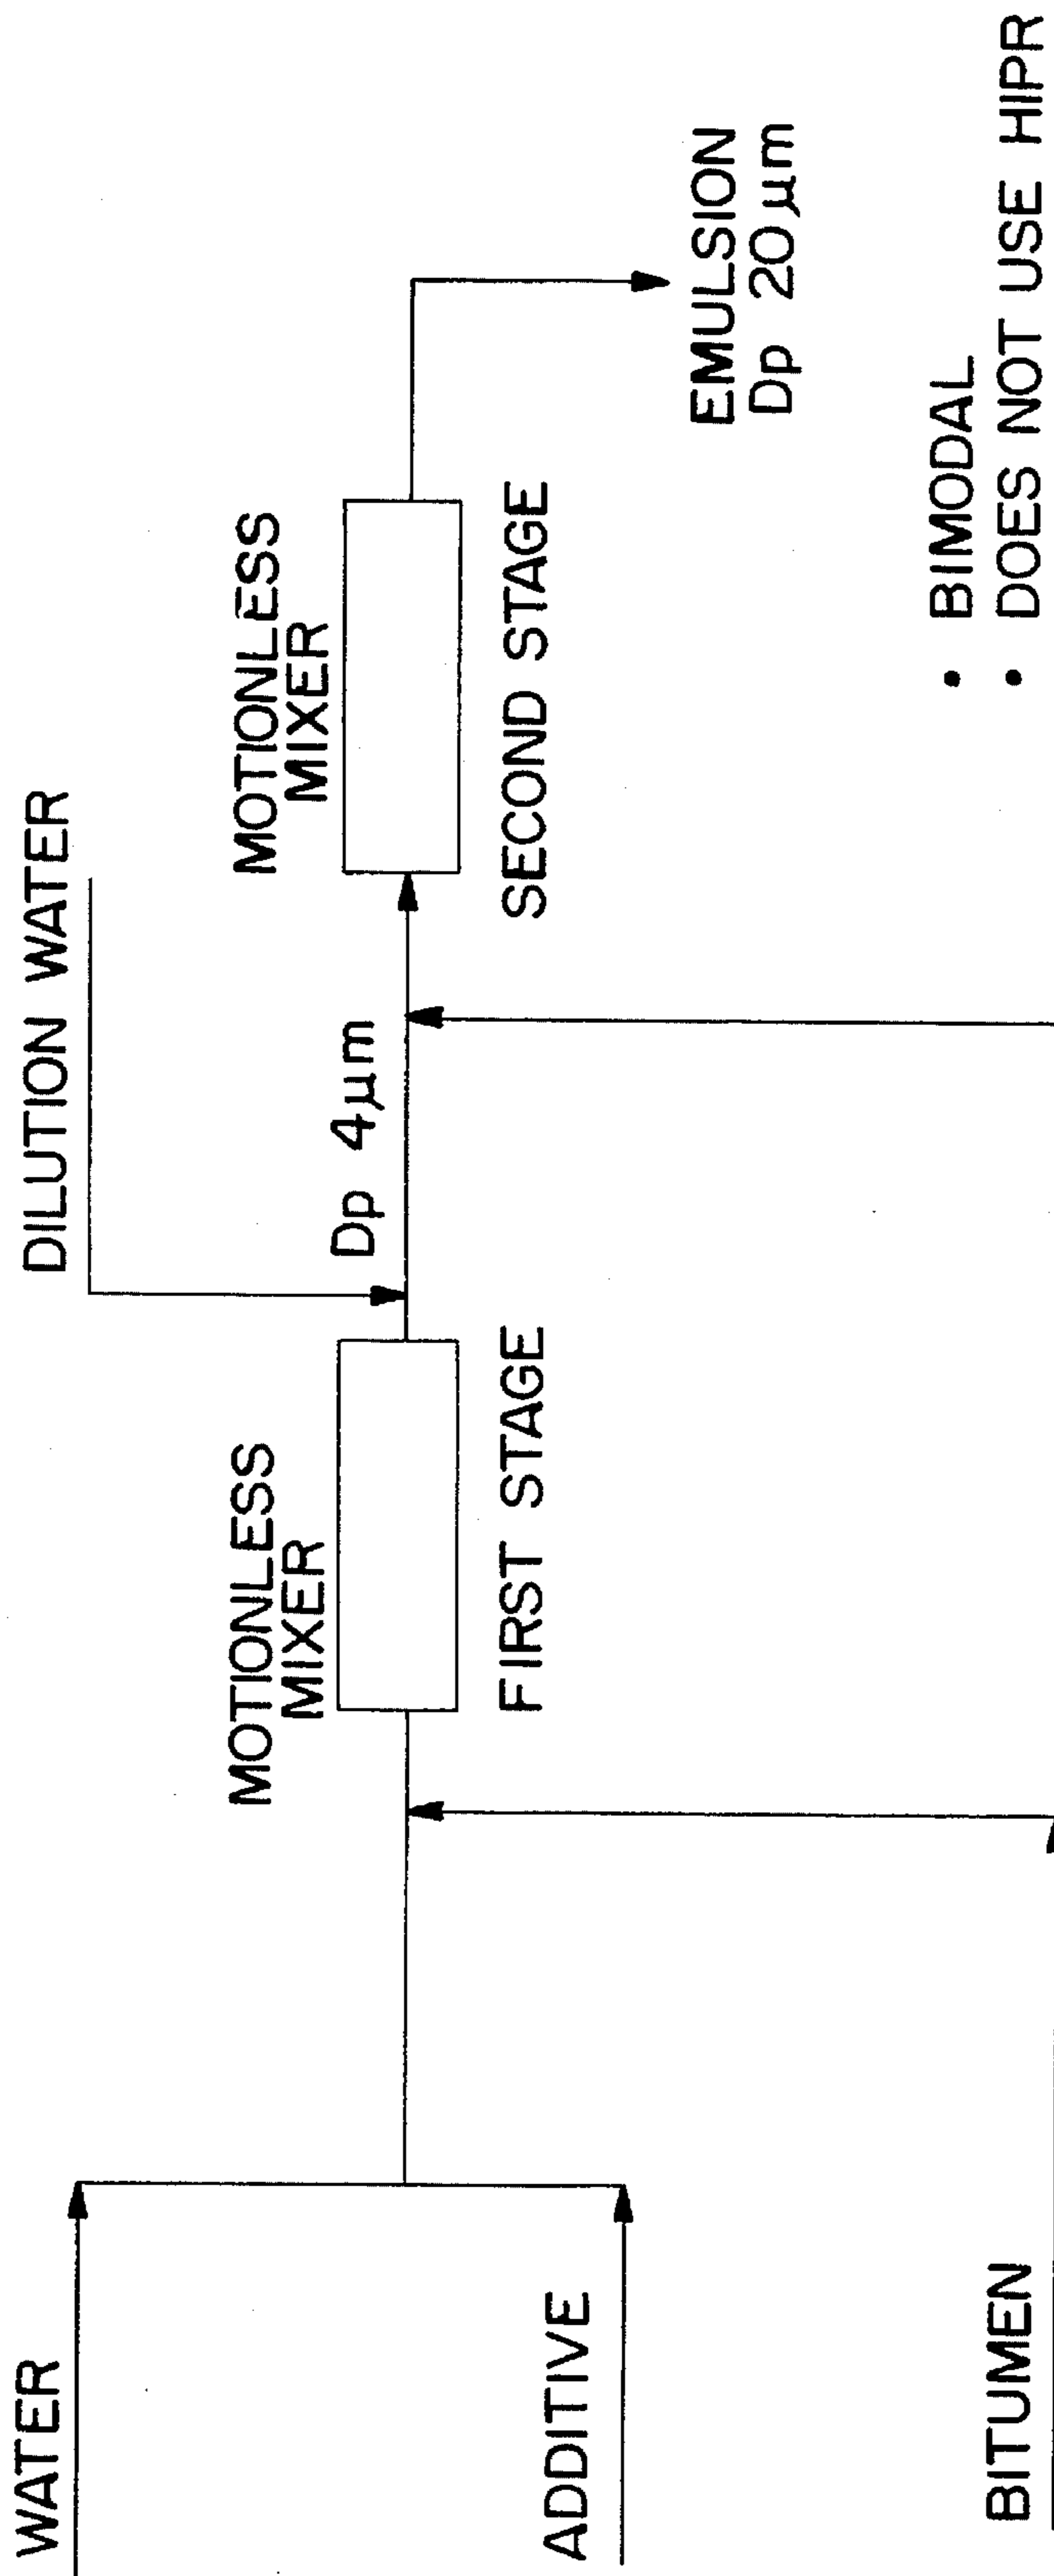 DILUTION WATER
WATER
MOTIONLESS
MIXER
MOTIONLESS
MIXER
Dp 4μm
FIRST STAGE
SECOND STAGE
ADDITIVE
EMULSION
Dp 20μm
BITUMEN
• BIMODAL
• DOES NOT USE HIPR